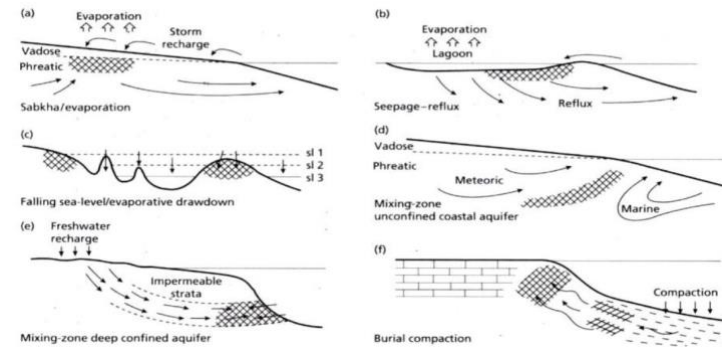 (a)
Evaporation
Storm
recharge
Vadose
Phreatic
Sabkha/evaporation
(b)
Evaporation
Lagoon
Seepage–reflux
Reflux
(c)
sl 1
sl 2
sl 3
Falling sea-level/evaporative drawdown
(d)
Vadose
Phreatic
Meteoric
Mixing-zone
unconfined coastal aquifer
Marine
(e)
Freshwater
recharge
Impermeable
strata
Mixing-zone deep confined aquifer
(f)
Compaction
Burial compaction